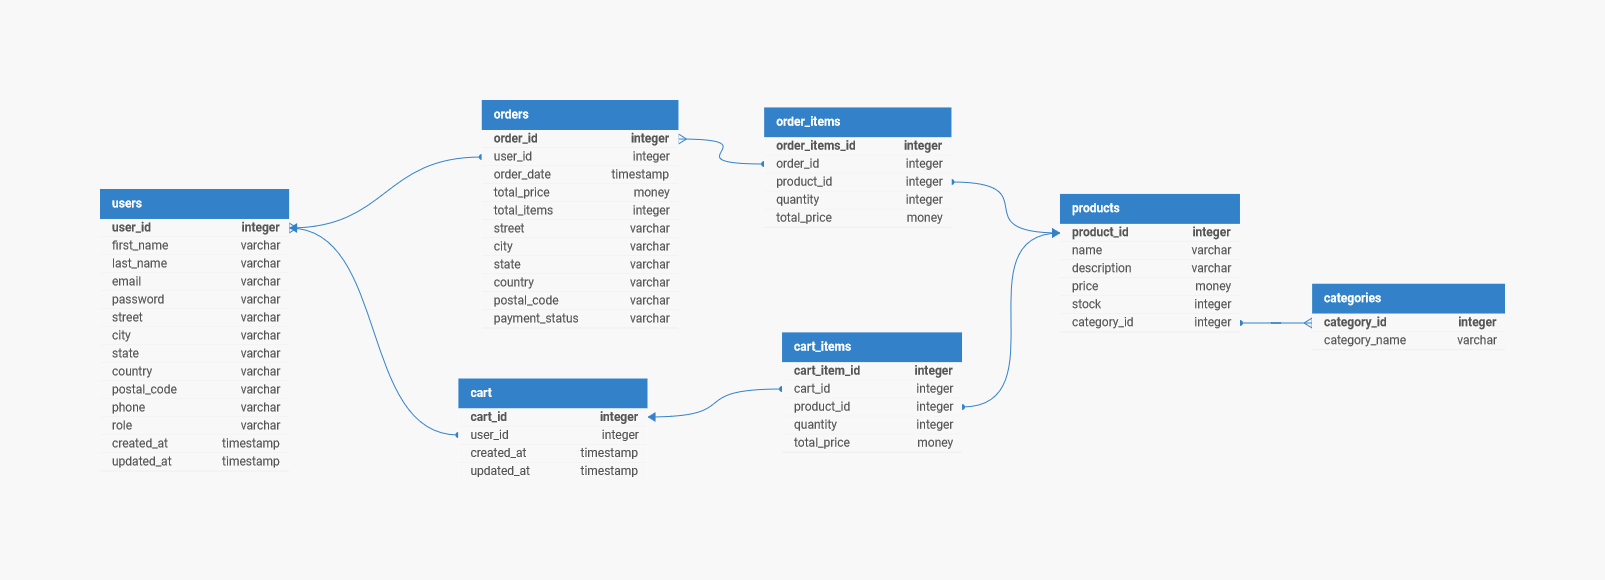 users
user_id integer
first_name varchar
last_name varchar
email varchar
password varchar
street varchar
city varchar
state varchar
country varchar
postal_code varchar
phone varchar
role varchar
created_at timestamp
updated_at timestamp
orders
order_id integer
user_id integer
order_date timestamp
total_price money
total_items integer
street varchar
city varchar
state varchar
country varchar
postal_code varchar
payment_status varchar
cart
cart_id integer
user_id integer
created_at timestamp
updated_at timestamp
order_items
order_items_id integer
order_id integer
product_id integer
quantity integer
total_price money
cart_items
cart_item_id integer
cart_id integer
product_id integer
quantity integer
total_price money
products
product_id integer
name varchar
description varchar
price money
stock integer
category_id integer
categories
category_id integer
category_name varchar